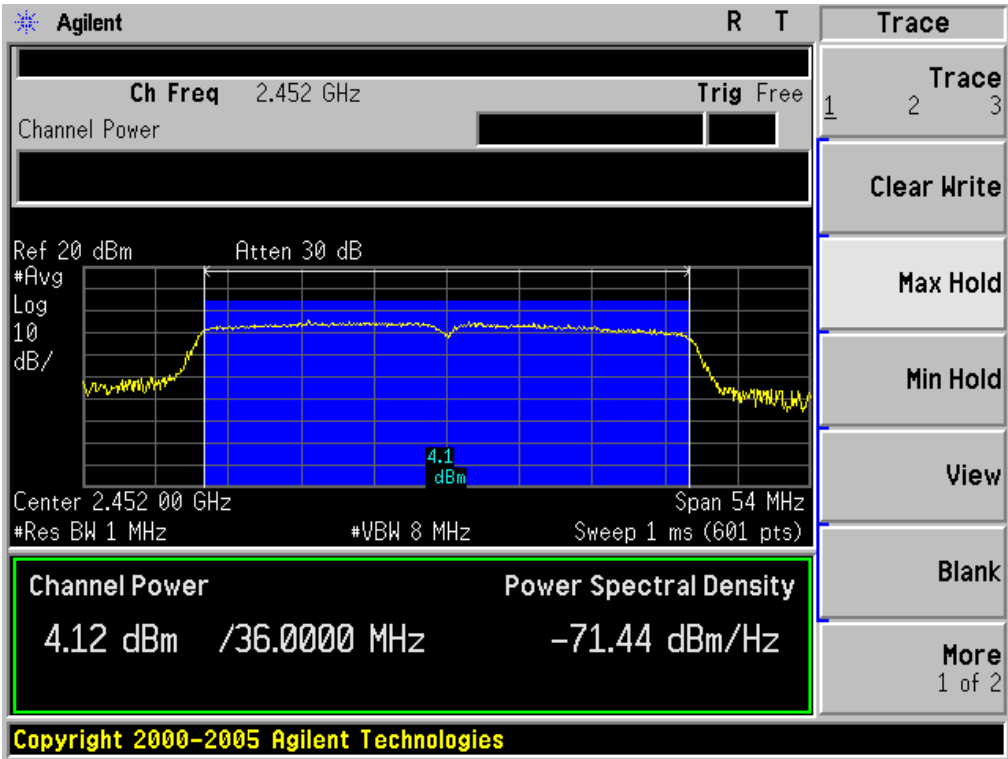 Agilent R T
Ch Freq 2.452 GHz Trig Free
Channel Power
Ref 20 dBm Atten 30 dB
#Avg
Log
10
dB/
4.1
dBm
Center 2.452 00 GHz Span 54 MHz
#Res BW 1 MHz #VBW 8 MHz Sweep 1 ms (601 pts)
Channel Power Power Spectral Density
4.12 dBm /36.0000 MHz -71.44 dBm/Hz
Copyright 2000-2005 Agilent Technologies
Trace
Trace
1 2 3
Clear Write
Max Hold
Min Hold
View
Blank
More
1 of 2